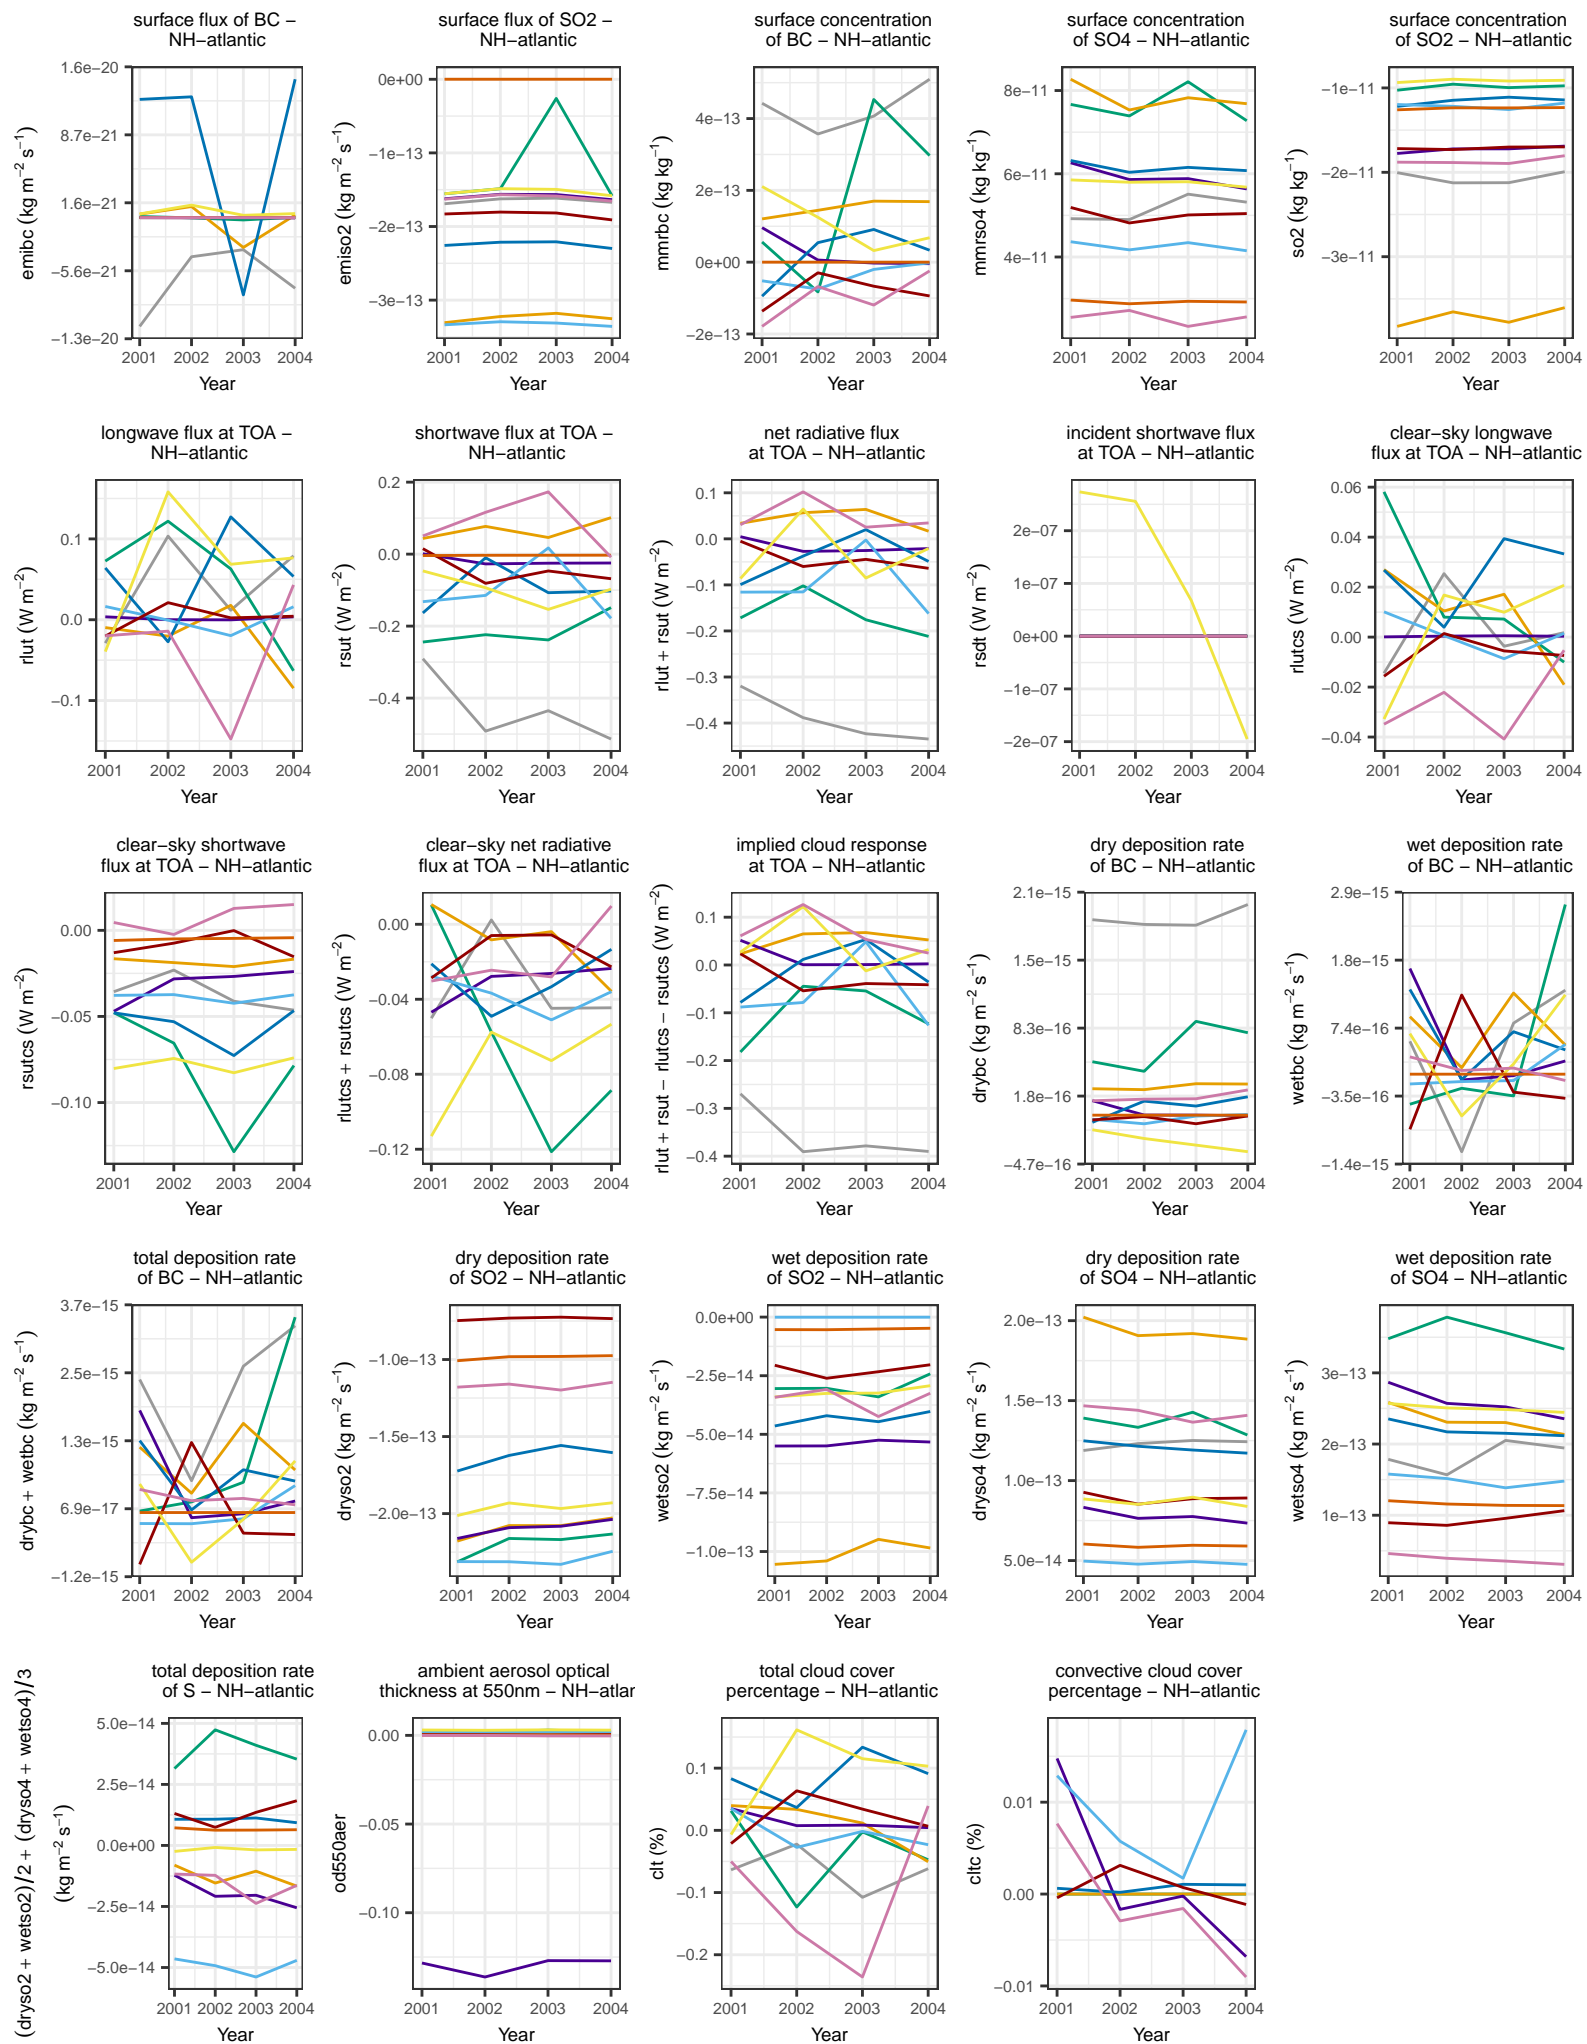 surface flux of BC −
NH−atlantic
1.6e−20
8.7e−21
1.6e−21
−5.6e−21
−1.3e−20
emibc (kg m−2 s−1)
2001 2002 2003 2004
Year
surface flux of SO2 −
NH−atlantic
0e+00
−1e−13
−2e−13
−3e−13
emiso2 (kg m−2 s−1)
2001 2002 2003 2004
Year
surface concentration
of BC − NH−atlantic
4e−13
2e−13
0e+00
−2e−13
mmrbc (kg kg−1)
2001 2002 2003 2004
Year
surface concentration
of SO4 − NH−atlantic
8e−11
6e−11
4e−11
mmrso4 (kg kg−1)
2001 2002 2003 2004
Year
surface concentration
of SO2 − NH−atlantic
−1e−11
−2e−11
−3e−11
so2 (kg kg−1)
2001 2002 2003 2004
Year
longwave flux at TOA −
NH−atlantic
0.1
0.0
−0.1
rlut (W m−2)
2001 2002 2003 2004
Year
shortwave flux at TOA −
NH−atlantic
0.2
0.0
−0.2
−0.4
rsut (W m−2)
2001 2002 2003 2004
Year
net radiative flux
at TOA − NH−atlantic
0.1
0.0
−0.1
−0.2
−0.3
−0.4
rlut + rsut (W m−2)
2001 2002 2003 2004
Year
incident shortwave flux
at TOA − NH−atlantic
2e−07
1e−07
0e+00
−1e−07
−2e−07
rsdt (W m−2)
2001 2002 2003 2004
Year
clear−sky longwave
flux at TOA − NH−atlantic
0.06
0.04
0.02
0.00
−0.02
−0.04
rlutcs (W m−2)
2001 2002 2003 2004
Year
clear−sky shortwave
flux at TOA − NH−atlantic
0.00
−0.05
−0.10
rsutcs (W m−2)
2001 2002 2003 2004
Year
clear−sky net radiative
flux at TOA − NH−atlantic
0.00
−0.04
−0.08
−0.12
rlutcs + rsutcs (W m−2)
2001 2002 2003 2004
Year
implied cloud response
at TOA − NH−atlantic
0.1
0.0
−0.1
−0.2
−0.3
−0.4
rlut + rsut − rlutcs − rsutcs (W m−2)
2001 2002 2003 2004
Year
dry deposition rate
of BC − NH−atlantic
2.1e−15
1.5e−15
8.3e−16
1.8e−16
−4.7e−16
drybc (kg m−2 s−1)
2001 2002 2003 2004
Year
wet deposition rate
of BC − NH−atlantic
2.9e−15
1.8e−15
7.4e−16
−3.5e−16
−1.4e−15
wetbc (kg m−2 s−1)
2001 2002 2003 2004
Year
total deposition rate
of BC − NH−atlantic
3.7e−15
2.5e−15
1.3e−15
6.9e−17
−1.2e−15
drybc + wetbc (kg m−2 s−1)
2001 2002 2003 2004
Year
dry deposition rate
of SO2 − NH−atlantic
−1.0e−13
−1.5e−13
−2.0e−13
dryso2 (kg m−2 s−1)
2001 2002 2003 2004
Year
wet deposition rate
of SO2 − NH−atlantic
0.0e+00
−2.5e−14
−5.0e−14
−7.5e−14
−1.0e−13
wetso2 (kg m−2 s−1)
2001 2002 2003 2004
Year
dry deposition rate
of SO4 − NH−atlantic
2.0e−13
1.5e−13
1.0e−13
5.0e−14
dryso4 (kg m−2 s−1)
2001 2002 2003 2004
Year
wet deposition rate
of SO4 − NH−atlantic
3e−13
2e−13
1e−13
wetso4 (kg m−2 s−1)
2001 2002 2003 2004
Year
total deposition rate
of S − NH−atlantic
5.0e−14
2.5e−14
0.0e+00
−2.5e−14
−5.0e−14
(dryso2 + wetso2)/2 + (dryso4 + wetso4)/3
(kg m−2 s−1)
2001 2002 2003 2004
Year
ambient aerosol optical
thickness at 550nm − NH−atlar
0.00
−0.05
−0.10
od550aer
2001 2002 2003 2004
Year
total cloud cover
percentage − NH−atlantic
0.1
0.0
−0.1
−0.2
clt (%)
2001 2002 2003 2004
Year
convective cloud cover
percentage − NH−atlantic
0.01
0.00
−0.01
cltc (%)
2001 2002 2003 2004
Year